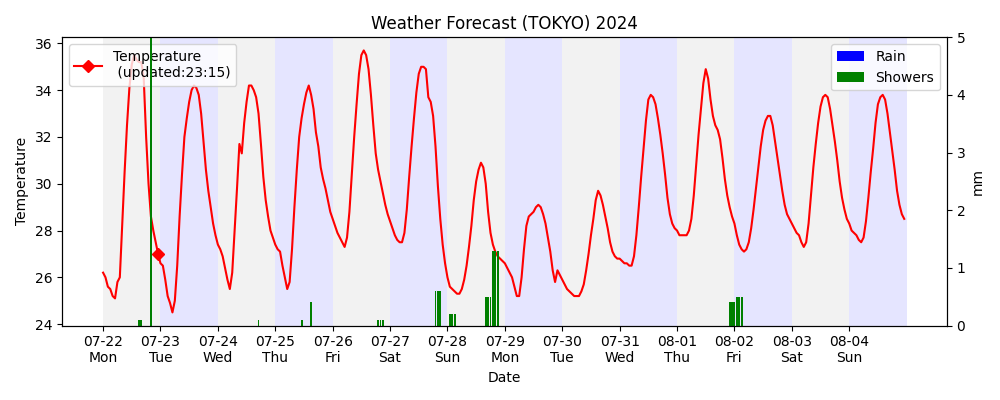 Weather Forecast (TOKYO) 2024
Temperature
(updated:23:15)
Rain
Showers
36
34
32
30
28
26
24
Temperature
5
4
3
2
1
0
mm
07-22 07-23 07-24 07-25 07-26 07-27 07-28 07-29 07-30 07-31 08-01 08-02 08-03 08-04
Mon Tue Wed Thu Fri Sat Sun Mon Tue Wed Thu Fri Sat Sun
Date